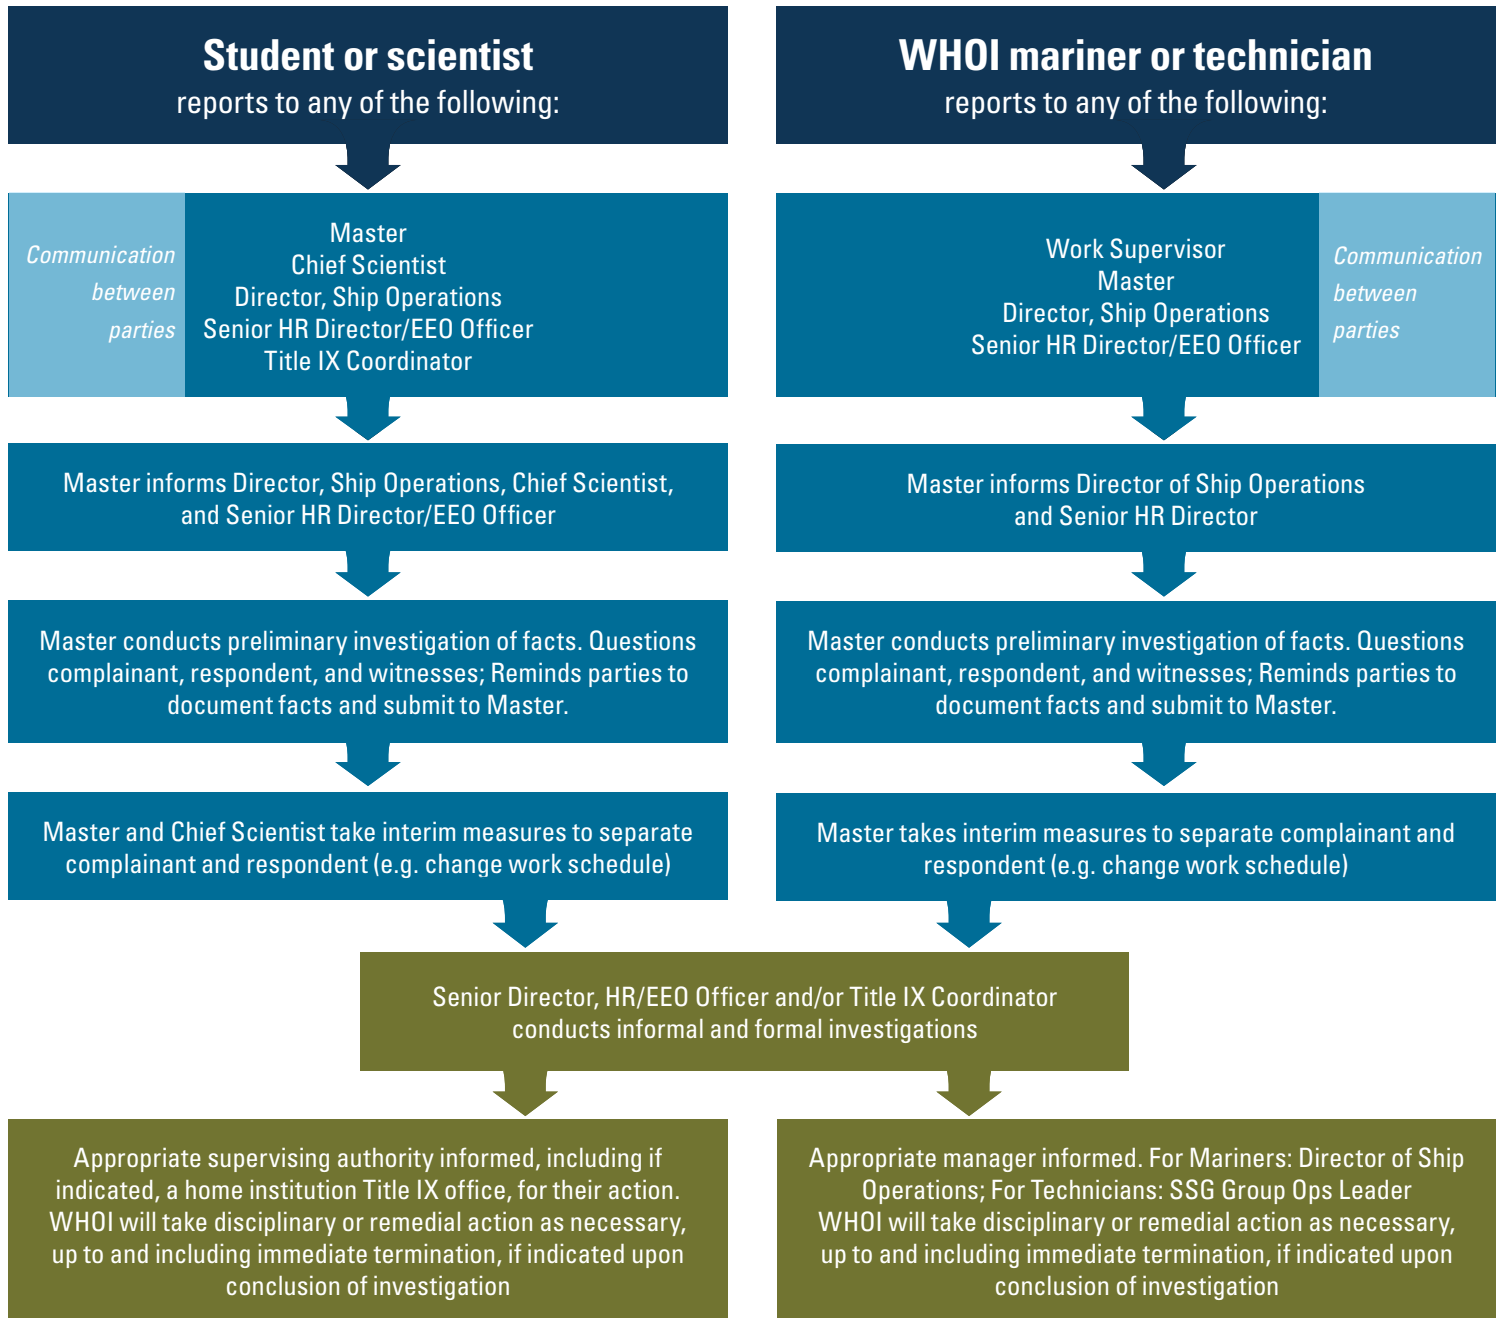 Student or scientist
reports to any of the following:
WHOI mariner or technician
reports to any of the following:
Communication
between
parties
Master
Chief Scientist
Director, Ship Operations
Senior HR Director/EEO Officer
Title IX Coordinator
Work Supervisor
Master
Director, Ship Operations
Senior HR Director/EEO Officer
Communication
between
parties
Master informs Director, Ship Operations, Chief Scientist,
and Senior HR Director/EEO Officer
Master informs Director of Ship Operations
and Senior HR Director
Master conducts preliminary investigation of facts. Questions
complainant, respondent, and witnesses; Reminds parties to
document facts and submit to Master.
Master conducts preliminary investigation of facts. Questions
complainant, respondent, and witnesses; Reminds parties to
document facts and submit to Master.
Master and Chief Scientist take interim measures to separate
complainant and respondent (e.g. change work schedule)
Master takes interim measures to separate complainant and
respondent (e.g. change work schedule)
Senior Director, HR/EEO Officer and/or Title IX Coordinator
conducts informal and formal investigations
Appropriate supervising authority informed, including if
indicated, a home institution Title IX office, for their action.
WHOI will take disciplinary or remedial action as necessary,
up to and including immediate termination, if indicated upon
conclusion of investigation
Appropriate manager informed. For Mariners: Director of Ship
Operations; For Technicians: SSG Group Ops Leader
WHOI will take disciplinary or remedial action as necessary,
up to and including immediate termination, if indicated upon
conclusion of investigation